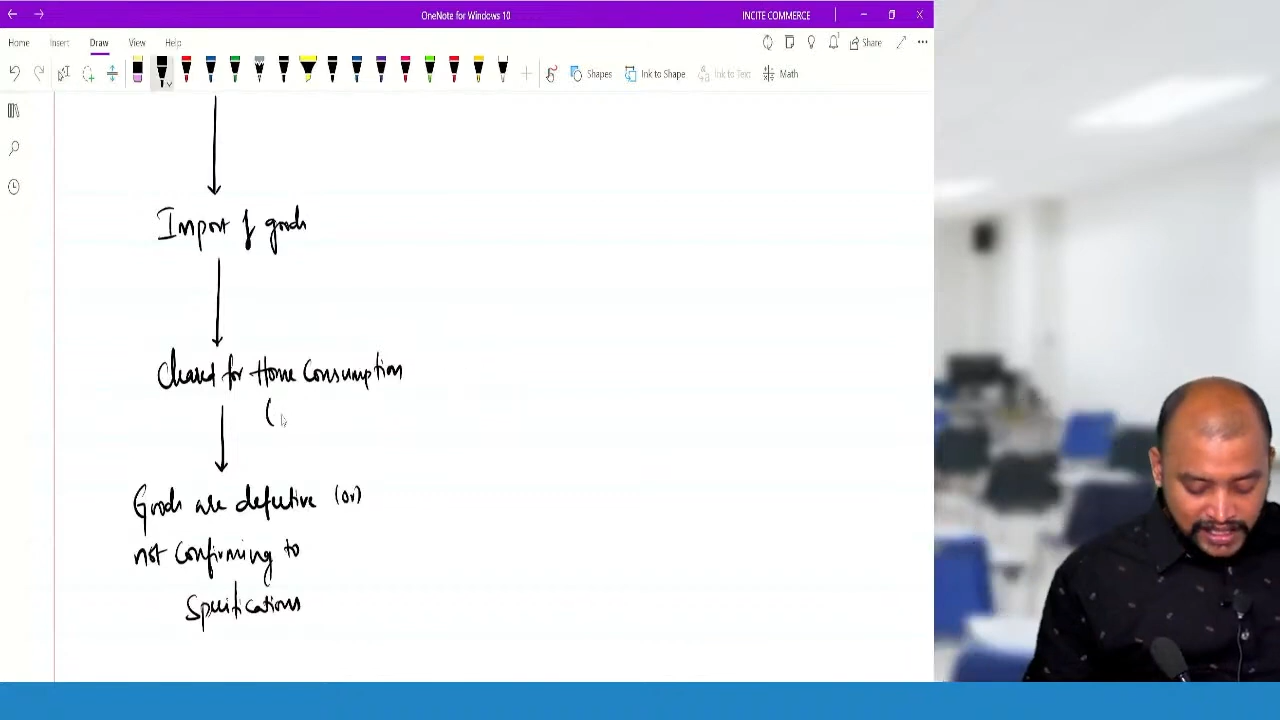 OneNote for Windows 10
INCITE COMMERCE
Home Insert Draw View Help
Share
Shapes
Ink to Shape
Ink to Text
Math
Import of goods
Cleared for Home Consumption
(
Goods are defective (or)
not confirming to
Specifications